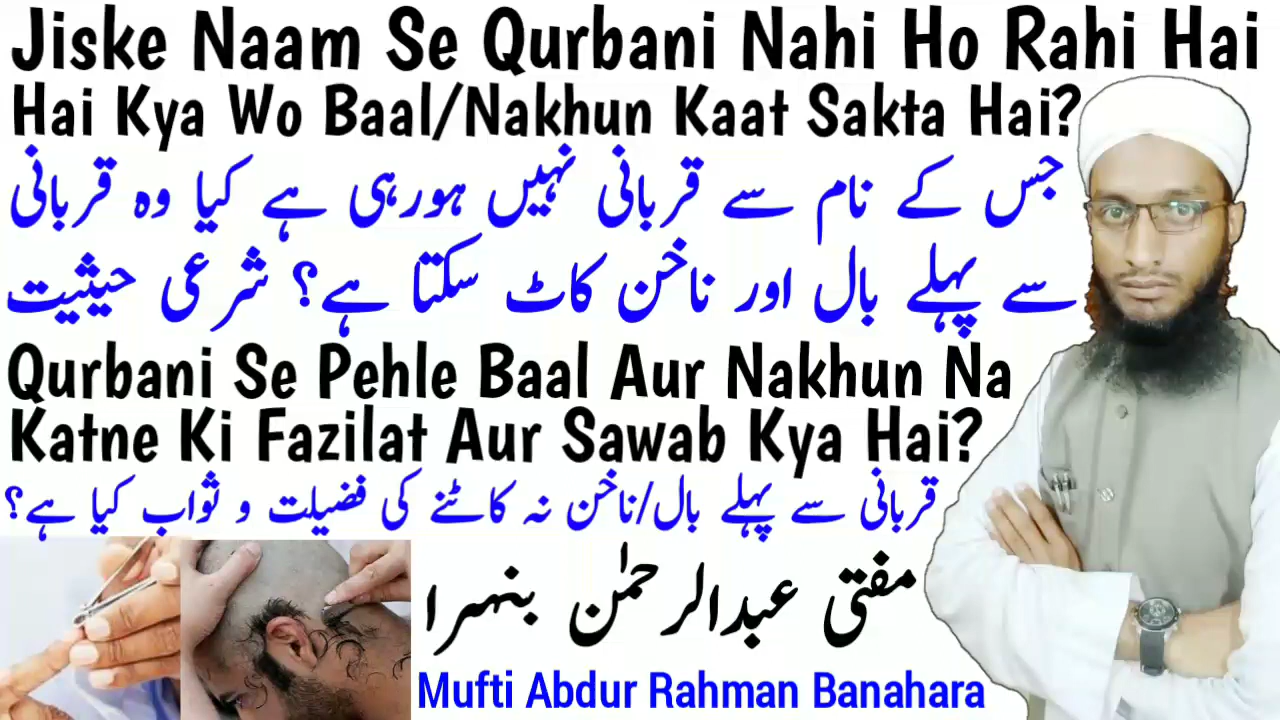 Jiske Naam Se Qurbani Nahi Ho Rahi Hai
Hai Kya Wo Baal/Nakhun Kaat Sakta Hai?
جس کے نام سے قربانی نہیں ہورہی ہے کیا وہ قربانی
سے پہلے بال اور ناخن کاٹ سکتا ہے؟ شرعی حیثیت
Qurbani Se Pehle Baal Aur Nakhun Na
Katne Ki Fazilat Aur Sawab Kya Hai?
قربانی سے پہلے بال/ناخن نہ کاٹنے کی فضیلت و ثواب کیا ہے؟
مفتی عبدالرحمٰن بنہرا
Mufti Abdur Rahman Banahara